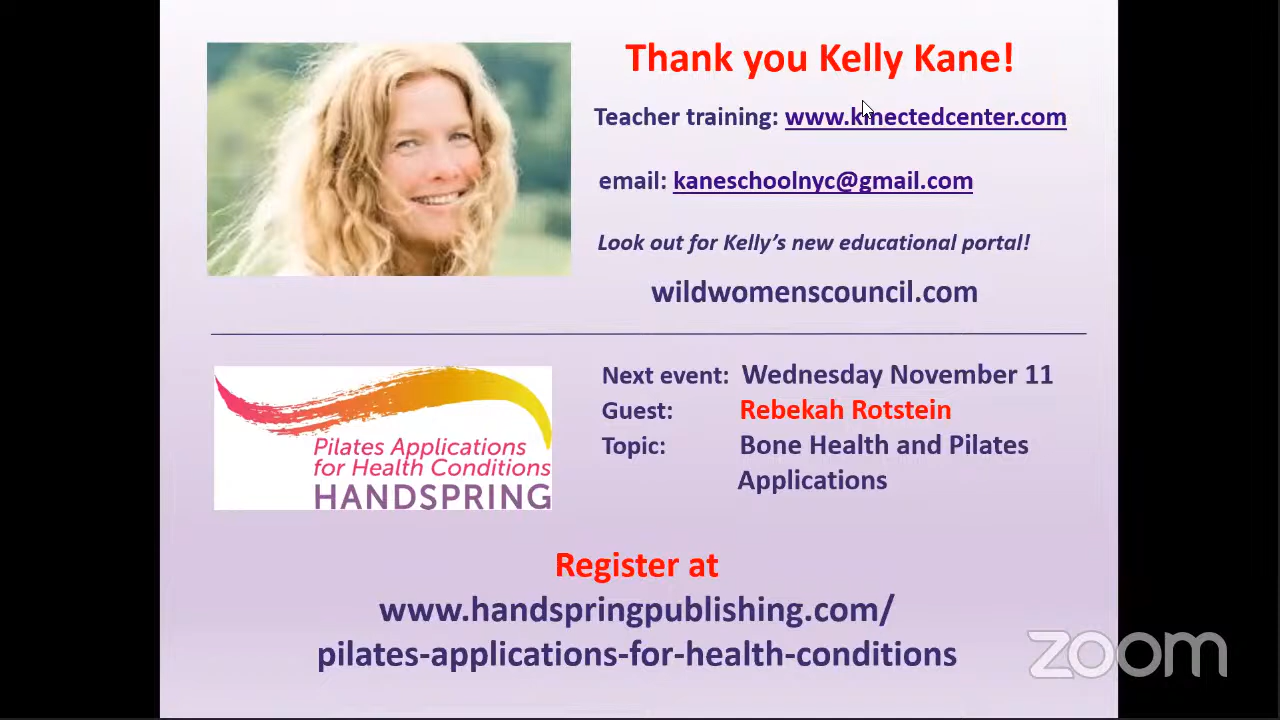 Thank you Kelly Kane!
Teacher training: www.kinectedcenter.com
email: kaneschoolnyc@gmail.com
Look out for Kelly's new educational portal!
wildwomenscouncil.com
Pilates Applications
for Health Conditions
HANDSPRING
Next event: Wednesday November 11
Guest: Rebekah Rotstein
Topic: Bone Health and Pilates
Applications
Register at
www.handspringpublishing.com/
pilates-applications-for-health-conditions
zoom